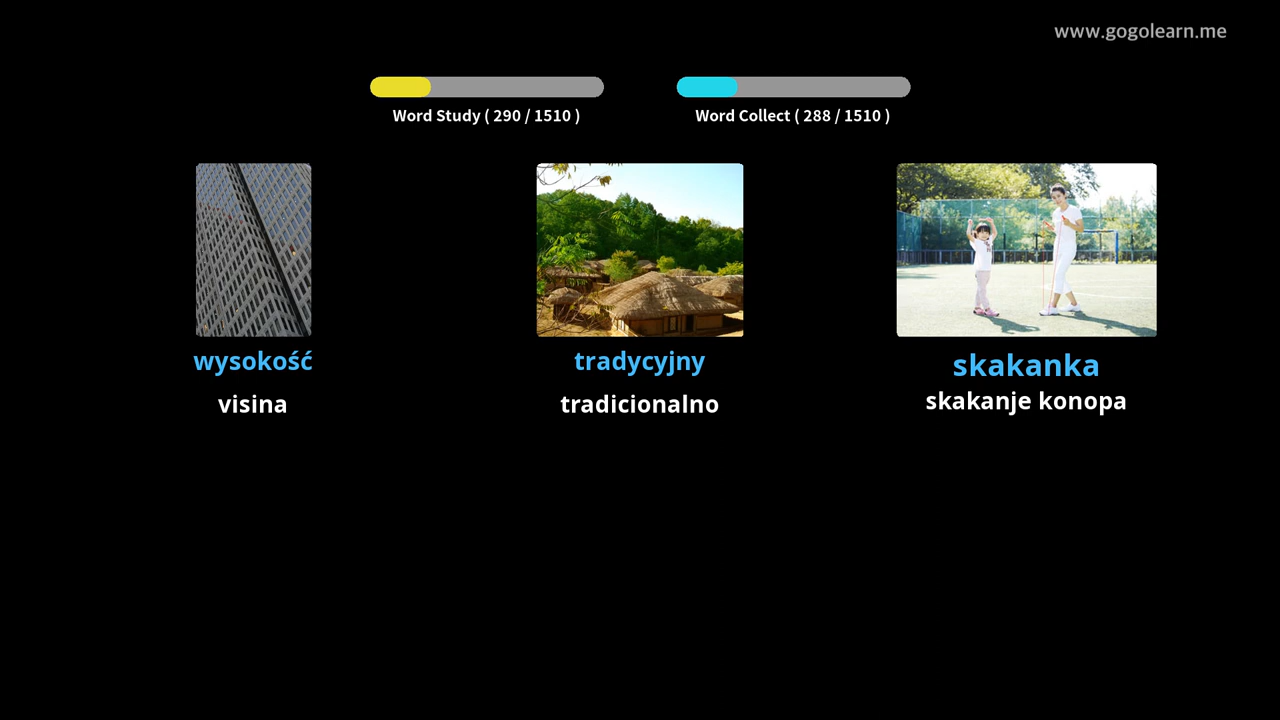 www.gogolearn.me
Word Study ( 290 / 1510 )
Word Collect ( 288 / 1510 )
wysokość
visina
tradycyjny
tradicionalno
skakanka
skakanje konopa